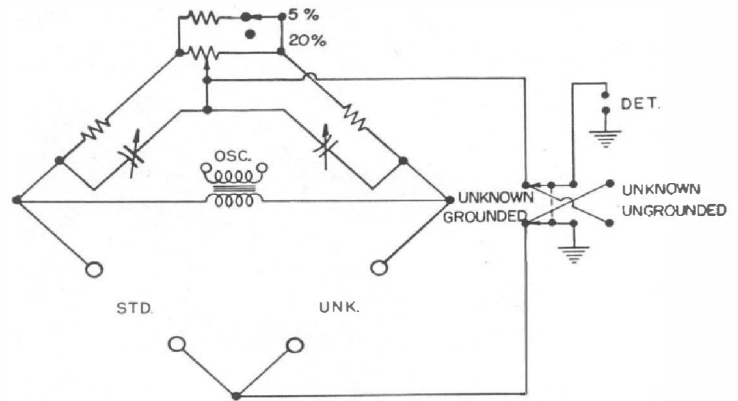 5%
20%
DET.
OSC.
UNKNOWN
GROUNDED
UNKNOWN
UNGROUNDED
STD.
UNK.